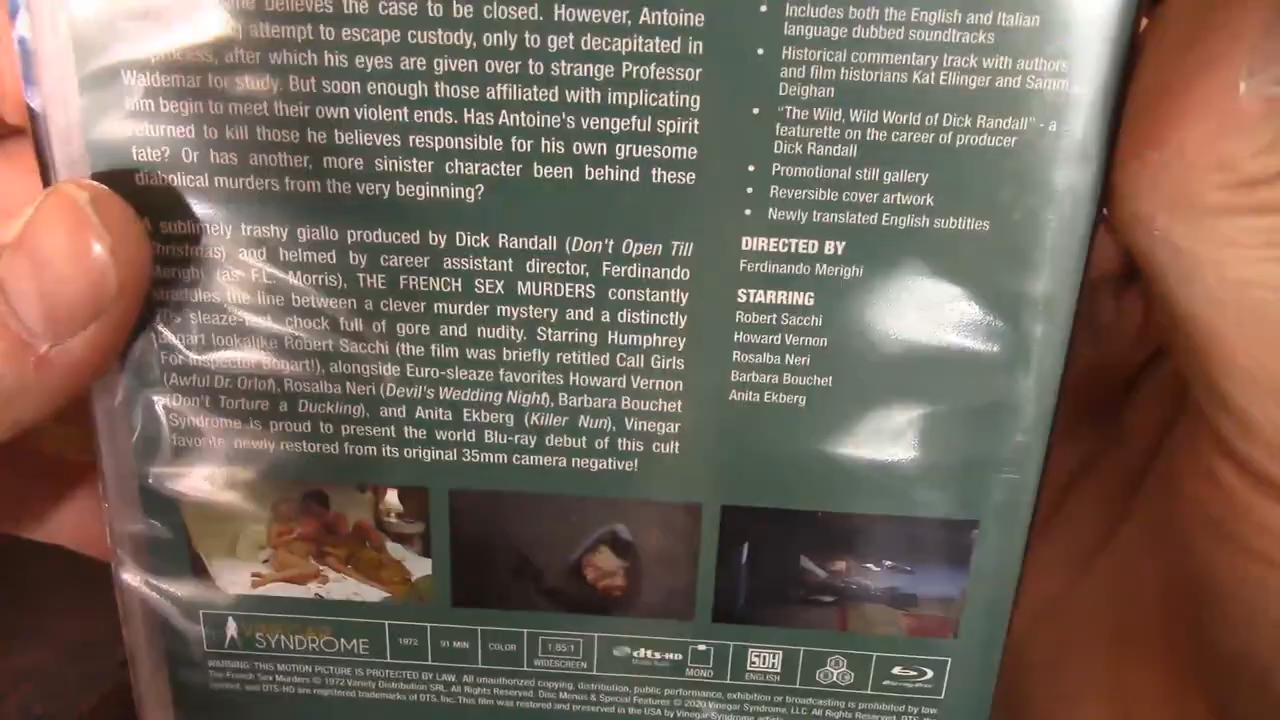 believes the case to be closed. However, Antoine
attempt to escape custody, only to get decapitated in
process, after which his eyes are given over to strange Professor
Waldemar for study. But soon enough those affiliated with implicating
him begin to meet their own violent ends. Has Antoine's vengeful spirit
returned to kill those he believes responsible for his own gruesome
fate? Or has another, more sinister character been behind these
diabolical murders from the very beginning?
A sublimely trashy giallo produced by Dick Randall (Don't Open Till
Christmas) and helmed by career assistant director, Ferdinando
Merighi (as F.L. Morris), THE FRENCH SEX MURDERS constantly
straddles the line between a clever murder mystery and a distinctly
sleaze-fest, chock full of gore and nudity. Starring Humphrey
Bogart lookalike Robert Sacchi (the film was briefly retitled Call Girls
For Inspector Bogart!), alongside Euro-sleaze favorites Howard Vernon
(Awful Dr. Orlof), Rosalba Neri (Devil's Wedding Night), Barbara Bouchet
(Don't Torture a Duckling), and Anita Ekberg (Killer Nun), Vinegar
Syndrome is proud to present the world Blu-ray debut of this cult
favorite, newly restored from its original 35mm camera negative!
• Includes both the English and Italian
language dubbed soundtracks
• Historical commentary track with authors
and film historians Kat Ellinger and Samm
Deighan
• "The Wild, Wild World of Dick Randall" - a
featurette on the career of producer
Dick Randall
• Promotional still gallery
• Reversible cover artwork
• Newly translated English subtitles
DIRECTED BY
Ferdinando Merighi
STARRING
Robert Sacchi
Howard Vernon
Rosalba Neri
Barbara Bouchet
Anita Ekberg
VINEGAR
SYNDROME
1972
91 MIN
COLOR
1.85:1
WIDESCREEN
dts-HD
Master Audio
MONO
SDH
ENGLISH
Blu-ray Disc
WARNING: THIS MOTION PICTURE IS PROTECTED BY LAW. All unauthorized copying, distribution, public performance, exhibition or broadcasting is prohibited by law.
The French Sex Murders © 1972 Variety Distribution SRL. All Rights Reserved. Disc Menus & Special Features © 2020 Vinegar Syndrome, LLC. All Rights Reserved. DTS, the
and DTS-HD are registered trademarks of DTS, Inc. This film was restored and preserved in the USA by Vinegar Syndrome